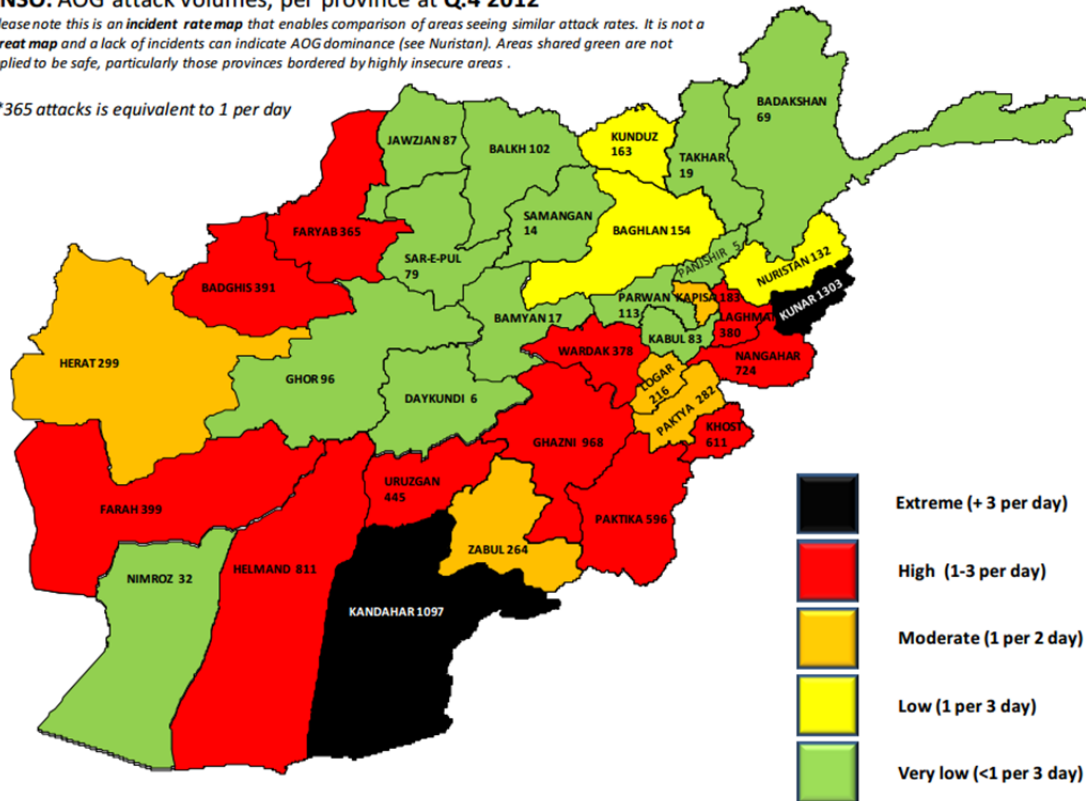 NSO: AOG attack volumes, per province at Q.4 2012
lease note this is an incident rate map that enables comparison of areas seeing similar attack rates. It is not a
reat map and a lack of incidents can indicate AOG dominance (see Nuristan). Areas shared green are not
plied to be safe, particularly those provinces bordered by highly insecure areas .
*365 attacks is equivalent to 1 per day
BADAKSHAN
69
JAWZJAN 87
BALKH 102
KUNDUZ
163
TAKHAR
19
SAMANGAN
14
FARYAB 365
BAGHLAN 154
SAR-E-PUL
79
PANJSHIR 5
NURISTAN 132
BADGHIS 391
KUNAR 1303
PARWAN
113
KAPISA 183
LAGHMAN
380
BAMYAN 17
KABUL 83
WARDAK 378
NANGAHAR
724
HERAT 299
GHOR 96
DAYKUNDI 6
LOGAR
216
PAKTYA 282
KHOST
611
GHAZNI 968
URUZGAN
445
FARAH 399
PAKTIKA 596
ZABUL 264
NIMROZ 32
HELMAND 811
KANDAHAR 1097
Extreme (+ 3 per day)
High (1-3 per day)
Moderate (1 per 2 day)
Low (1 per 3 day)
Very low (<1 per 3 day)